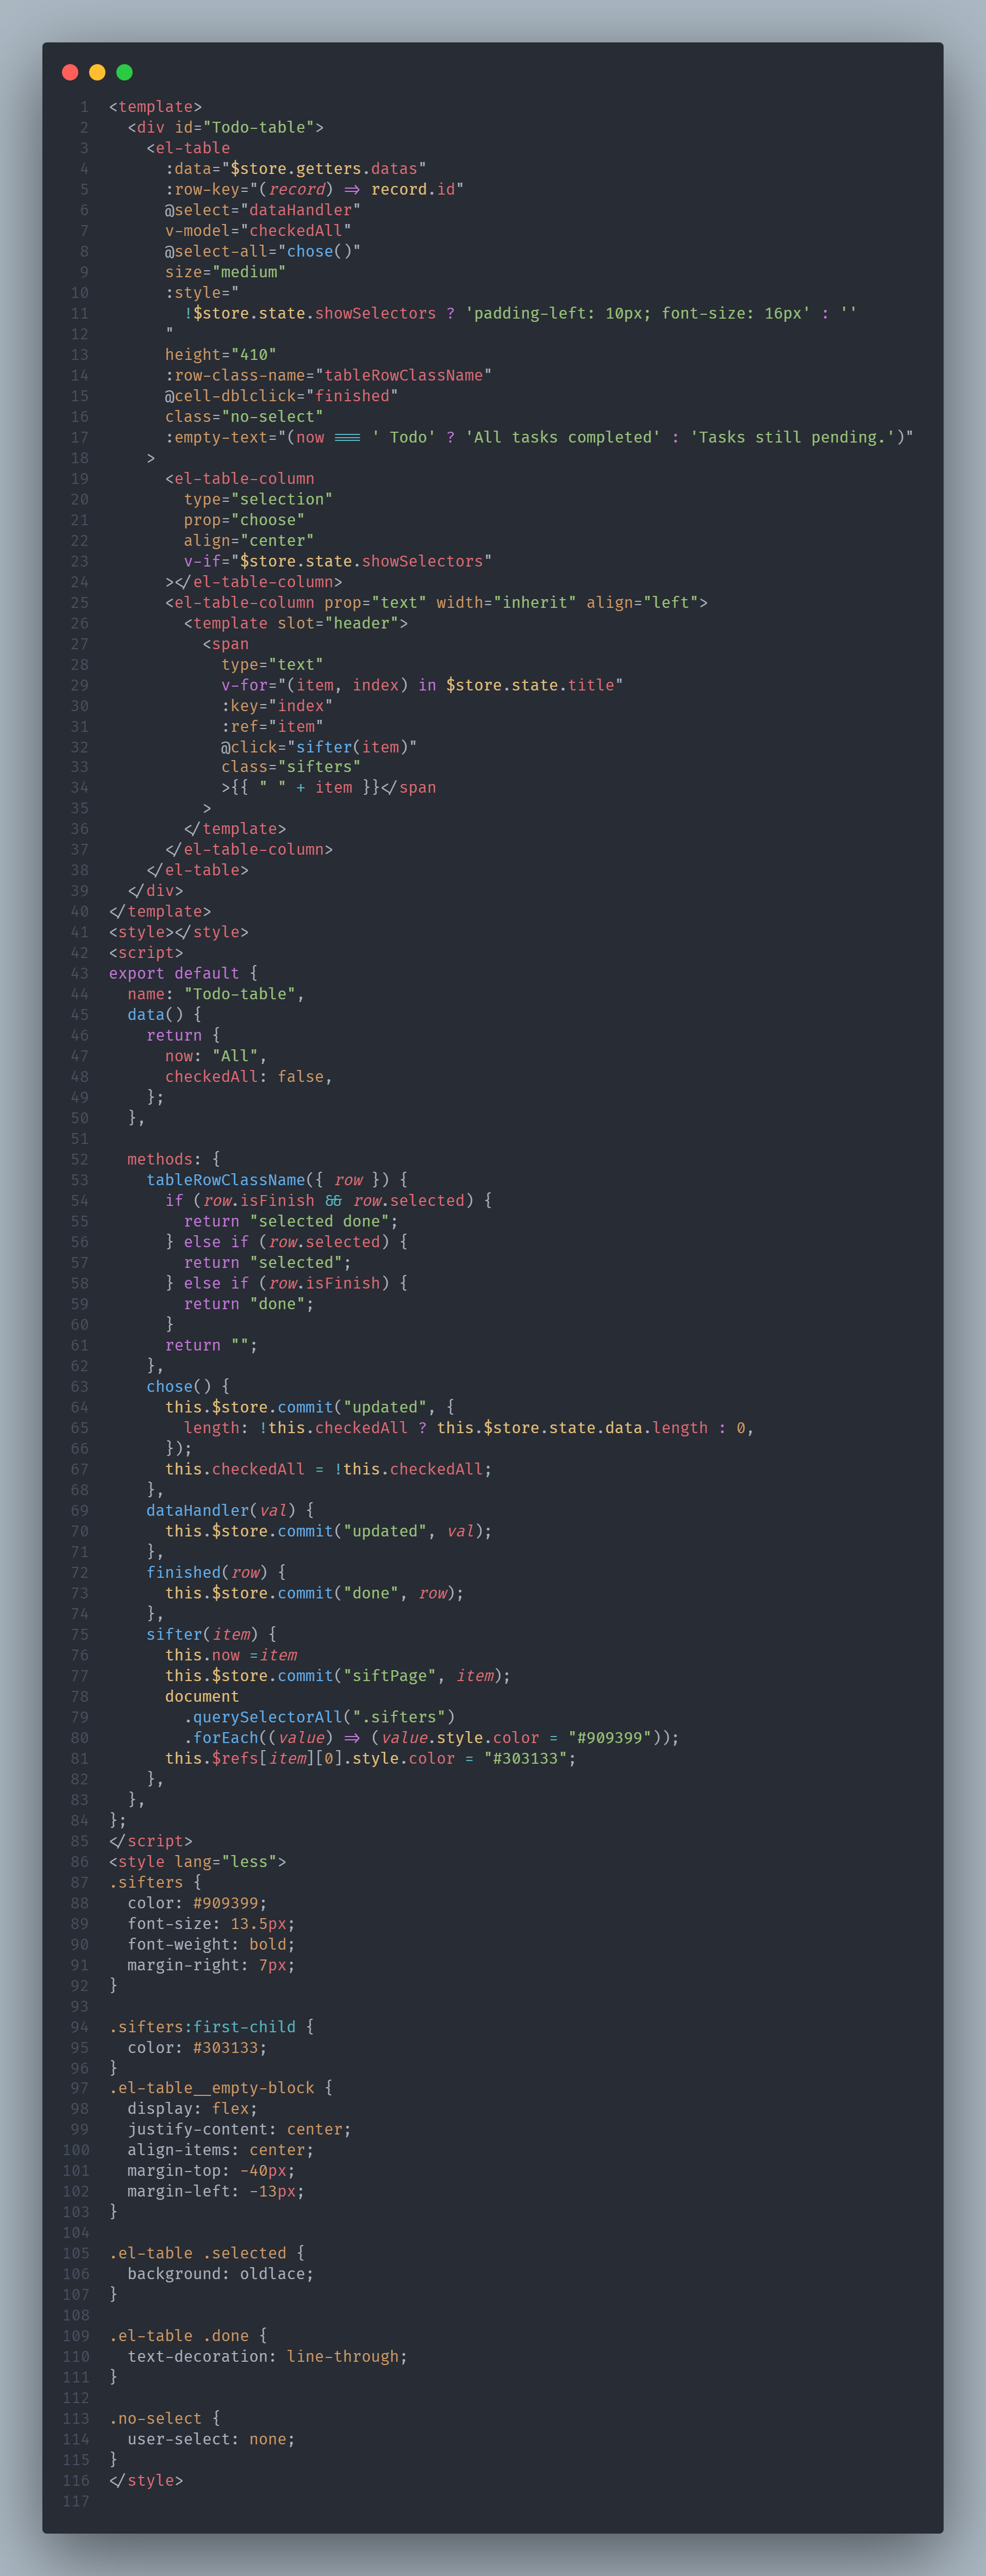 1 <template>
2   <div id="Todo-table">
3     <el-table
4       :data="$store.getters.datas"
5       :row-key="(record) => record.id"
6       @select="dataHandler"
7       v-model="checkedAll"
8       @select-all="chose()"
9       size="medium"
10       :style="
11         !$store.state.showSelectors ? 'padding-left: 10px; font-size: 16px' : ''
12       "
13       height="410"
14       :row-class-name="tableRowClassName"
15       @cell-dblclick="finished"
16       class="no-select"
17       :empty-text="(now === ' Todo' ? 'All tasks completed' : 'Tasks still pending.')"
18     >
19       <el-table-column
20         type="selection"
21         prop="choose"
22         align="center"
23         v-if="$store.state.showSelectors"
24       ></el-table-column>
25       <el-table-column prop="text" width="inherit" align="left">
26         <template slot="header">
27           <span
28             type="text"
29             v-for="(item, index) in $store.state.title"
30             :key="index"
31             :ref="item"
32             @click="sifter(item)"
33             class="sifters"
34             >{{ " " + item }}</span
35           >
36         </template>
37       </el-table-column>
38     </el-table>
39   </div>
40 </template>
41 <style></style>
42 <script>
43 export default {
44   name: "Todo-table",
45   data() {
46     return {
47       now: "All",
48       checkedAll: false,
49     };
50   },
51
52   methods: {
53     tableRowClassName({ row }) {
54       if (row.isFinish && row.selected) {
55         return "selected done";
56       } else if (row.selected) {
57         return "selected";
58       } else if (row.isFinish) {
59         return "done";
60       }
61       return "";
62     },
63     chose() {
64       this.$store.commit("updated", {
65         length: !this.checkedAll ? this.$store.state.data.length : 0,
66       });
67       this.checkedAll = !this.checkedAll;
68     },
69     dataHandler(val) {
70       this.$store.commit("updated", val);
71     },
72     finished(row) {
73       this.$store.commit("done", row);
74     },
75     sifter(item) {
76       this.now =item
77       this.$store.commit("siftPage", item);
78       document
79         .querySelectorAll(".sifters")
80         .forEach((value) => (value.style.color = "#909399"));
81       this.$refs[item][0].style.color = "#303133";
82     },
83   },
84 };
85 </script>
86 <style lang="less">
87 .sifters {
88   color: #909399;
89   font-size: 13.5px;
90   font-weight: bold;
91   margin-right: 7px;
92 }
93
94 .sifters:first-child {
95   color: #303133;
96 }
97 .el-table__empty-block {
98   display: flex;
99   justify-content: center;
100   align-items: center;
101   margin-top: -40px;
102   margin-left: -13px;
103 }
104
105 .el-table .selected {
106   background: oldlace;
107 }
108
109 .el-table .done {
110   text-decoration: line-through;
111 }
112
113 .no-select {
114   user-select: none;
115 }
116 </style>
117